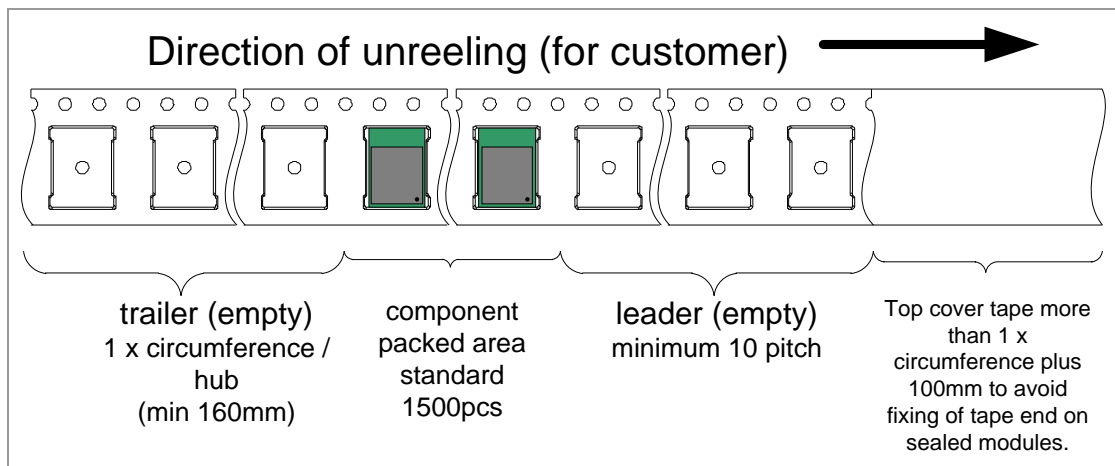 Direction of unreeling (for customer)
trailer (empty)
1 x circumference /
hub
(min 160mm)
component
packed area
standard
1500pcs
leader (empty)
minimum 10 pitch
Top cover tape more
than 1 x
circumference plus
100mm to avoid
fixing of tape end on
sealed modules.